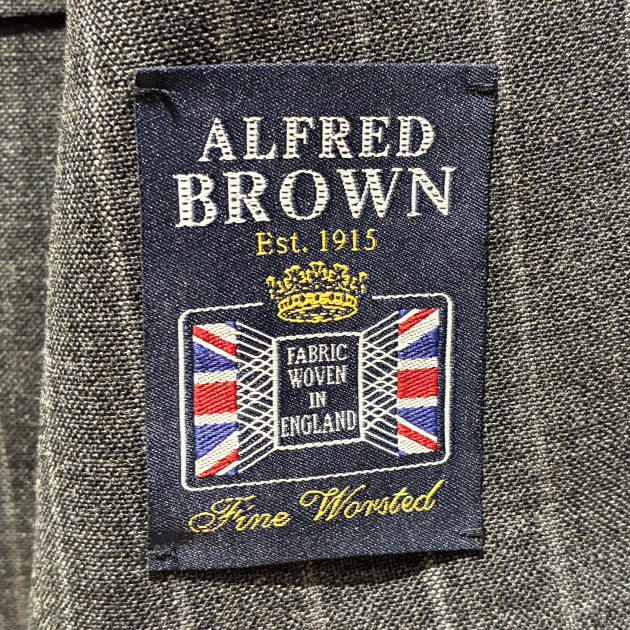 ALFRED
BROWN
Est. 1915
FABRIC
WOVEN
IN
ENGLAND
Fine Worsted